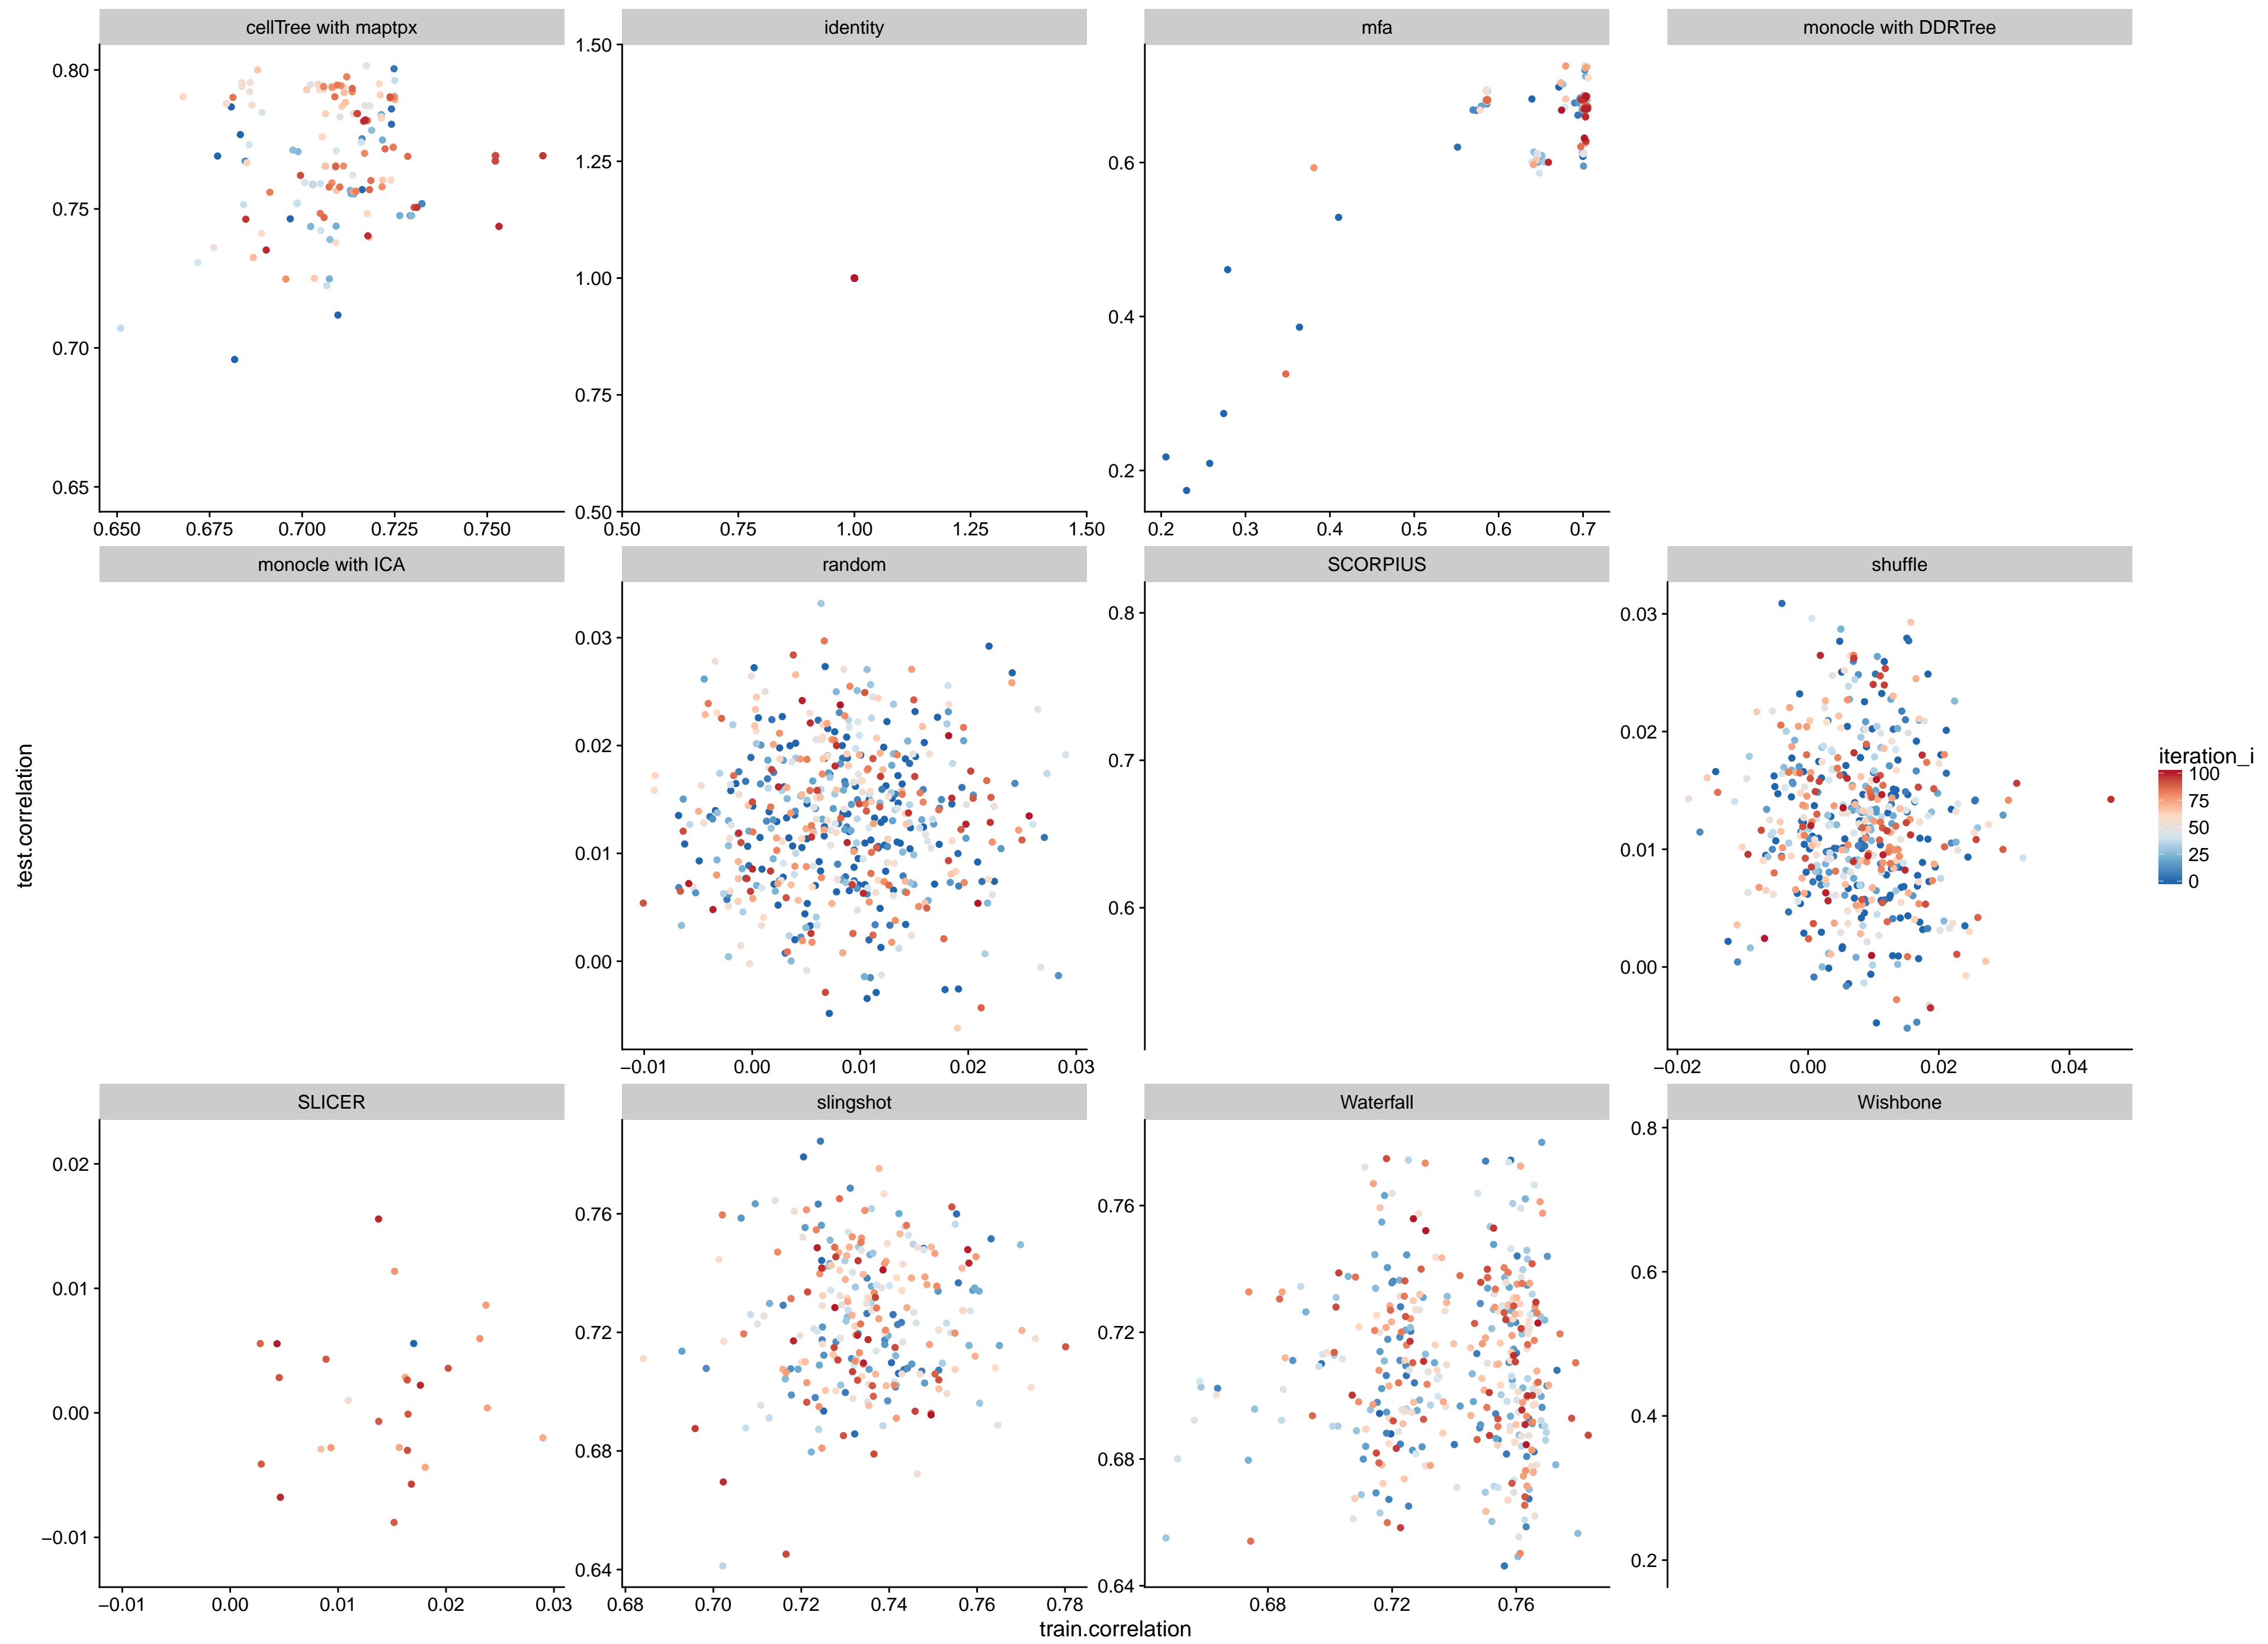 cellTree with maptpx
identity
mfa
monocle with DDRTree
0.80
0.75
0.70
0.65
0.650 0.675 0.700 0.725 0.750
1.50
1.25
1.00
0.75
0.50
0.50 0.75 1.00 1.25 1.50
0.6
0.4
0.2
0.2 0.3 0.4 0.5 0.6 0.7
monocle with ICA
random
SCORPIUS
shuffle
0.03
0.02
0.01
0.00
−0.01 0.00 0.01 0.02 0.03
0.8
0.7
0.6
0.03
0.02
0.01
0.00
−0.02 0.00 0.02 0.04
SLICER
slingshot
Waterfall
Wishbone
0.02
0.01
0.00
−0.01
−0.01 0.00 0.01 0.02 0.03
0.76
0.72
0.68
0.64
0.68 0.70 0.72 0.74 0.76 0.78
0.76
0.72
0.68
0.64
0.68 0.72 0.76
0.8
0.6
0.4
0.2
train.correlation
test.correlation
iteration_i
100
75
50
25
0